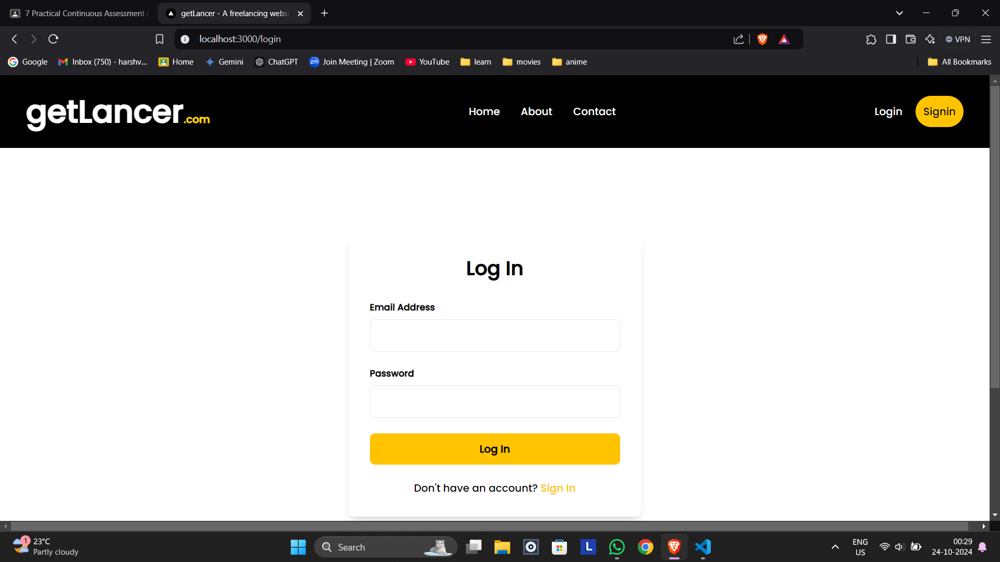 7 Practical Continuous Assessment (
getLancer - A freelancing webs
localhost:3000/login
VPN
Google
Inbox (750) - harshv...
Home
Gemini
ChatGPT
zm
Join Meeting | Zoom
YouTube
learn
movies
anime
All Bookmarks
getLancer.com
Home
About
Contact
Login
Signin
Log In
Email Address
Password
Log In
Don't have an account? Sign In
1
23°C
Partly cloudy
Search
L
ENG
US
00:29
24-10-2024